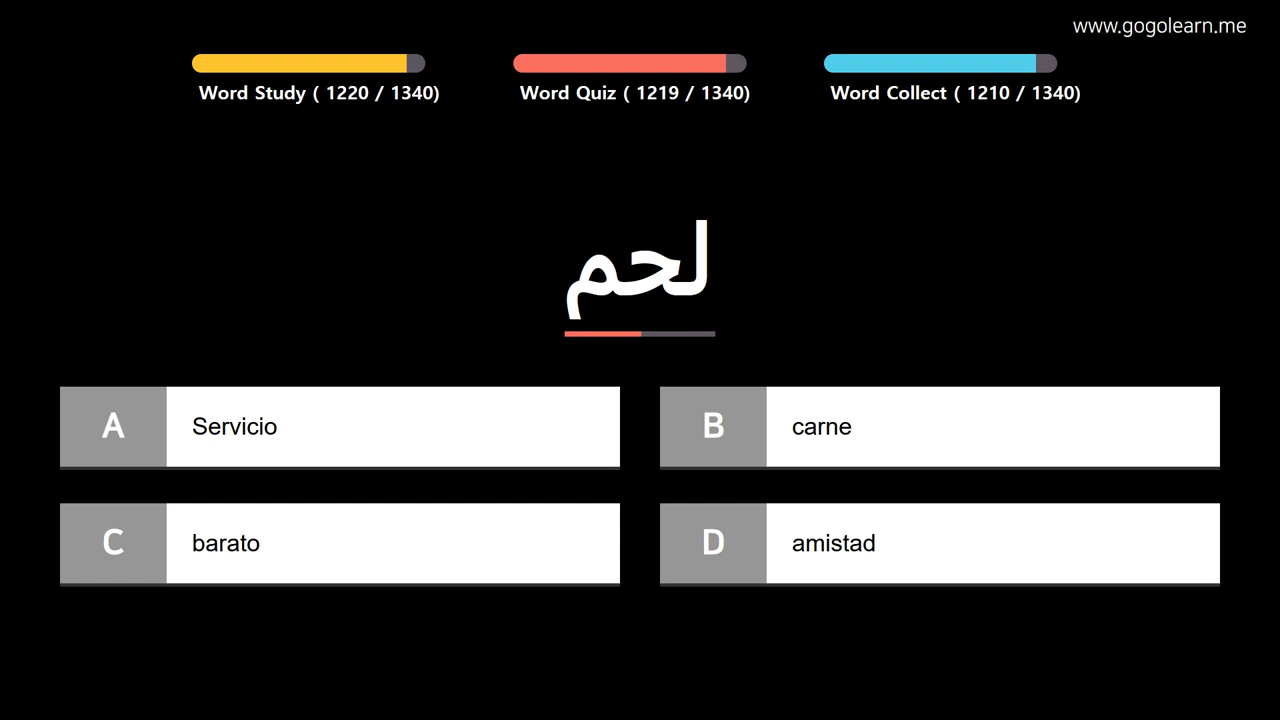 www.gogolearn.me
Word Study ( 1220 / 1340)
Word Quiz ( 1219 / 1340)
Word Collect ( 1210 / 1340)
لحم
A Servicio
B carne
C barato
D amistad